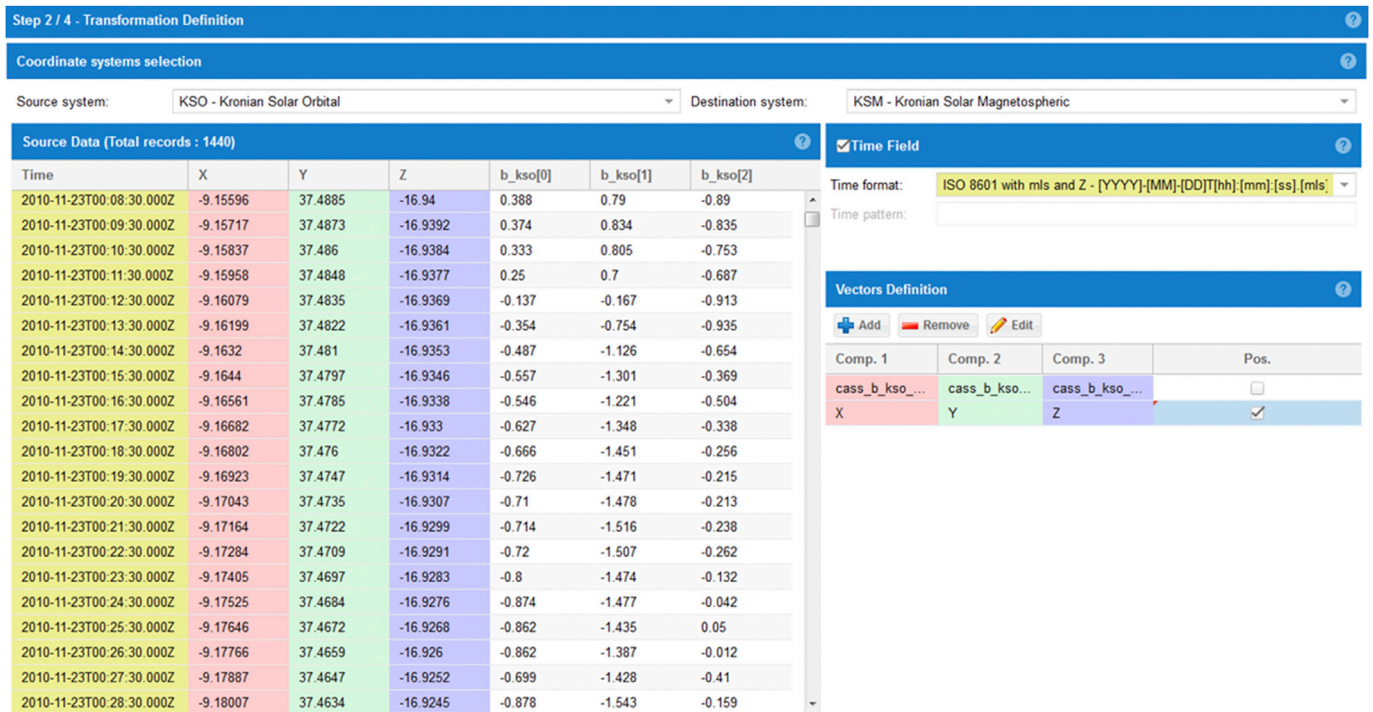 Step 2 / 4 - Transformation Definition
Coordinate systems selection
Source system: KSO - Kronian Solar Orbital Destination system: KSM - Kronian Solar Magnetospheric
Source Data (Total records : 1440)
Time X Y Z b_kso[0] b_kso[1] b_kso[2]
2010-11-23T00:08:30.000Z -9.15596 37.4885 -16.94 0.388 0.79 -0.89
2010-11-23T00:09:30.000Z -9.15717 37.4873 -16.9392 0.374 0.834 -0.835
2010-11-23T00:10:30.000Z -9.15837 37.486 -16.9384 0.333 0.805 -0.753
2010-11-23T00:11:30.000Z -9.15958 37.4848 -16.9377 0.25 0.7 -0.687
2010-11-23T00:12:30.000Z -9.16079 37.4835 -16.9369 -0.137 -0.167 -0.913
2010-11-23T00:13:30.000Z -9.16199 37.4822 -16.9361 -0.354 -0.754 -0.935
2010-11-23T00:14:30.000Z -9.1632 37.481 -16.9353 -0.487 -1.126 -0.654
2010-11-23T00:15:30.000Z -9.1644 37.4797 -16.9346 -0.557 -1.301 -0.369
2010-11-23T00:16:30.000Z -9.16561 37.4785 -16.9338 -0.546 -1.221 -0.504
2010-11-23T00:17:30.000Z -9.16682 37.4772 -16.933 -0.627 -1.348 -0.338
2010-11-23T00:18:30.000Z -9.16802 37.476 -16.9322 -0.666 -1.451 -0.256
2010-11-23T00:19:30.000Z -9.16923 37.4747 -16.9314 -0.726 -1.471 -0.215
2010-11-23T00:20:30.000Z -9.17043 37.4735 -16.9307 -0.71 -1.478 -0.213
2010-11-23T00:21:30.000Z -9.17164 37.4722 -16.9299 -0.714 -1.516 -0.238
2010-11-23T00:22:30.000Z -9.17284 37.4709 -16.9291 -0.72 -1.507 -0.262
2010-11-23T00:23:30.000Z -9.17405 37.4697 -16.9283 -0.8 -1.474 -0.132
2010-11-23T00:24:30.000Z -9.17525 37.4684 -16.9276 -0.874 -1.477 -0.042
2010-11-23T00:25:30.000Z -9.17646 37.4672 -16.9268 -0.862 -1.435 0.05
2010-11-23T00:26:30.000Z -9.17766 37.4659 -16.926 -0.862 -1.387 -0.012
2010-11-23T00:27:30.000Z -9.17887 37.4647 -16.9252 -0.699 -1.428 -0.41
2010-11-23T00:28:30.000Z -9.18007 37.4634 -16.9245 -0.878 -1.543 -0.159
Time Field
Time format: ISO 8601 with mls and Z - [YYYY]-[MM]-[DD]T[hh]:[mm]:[ss].[mls]
Time pattern:
Vectors Definition
Add Remove Edit
Comp. 1 Comp. 2 Comp. 3 Pos.
cass_b_kso_... cass_b_kso... cass_b_kso_...
X Y Z